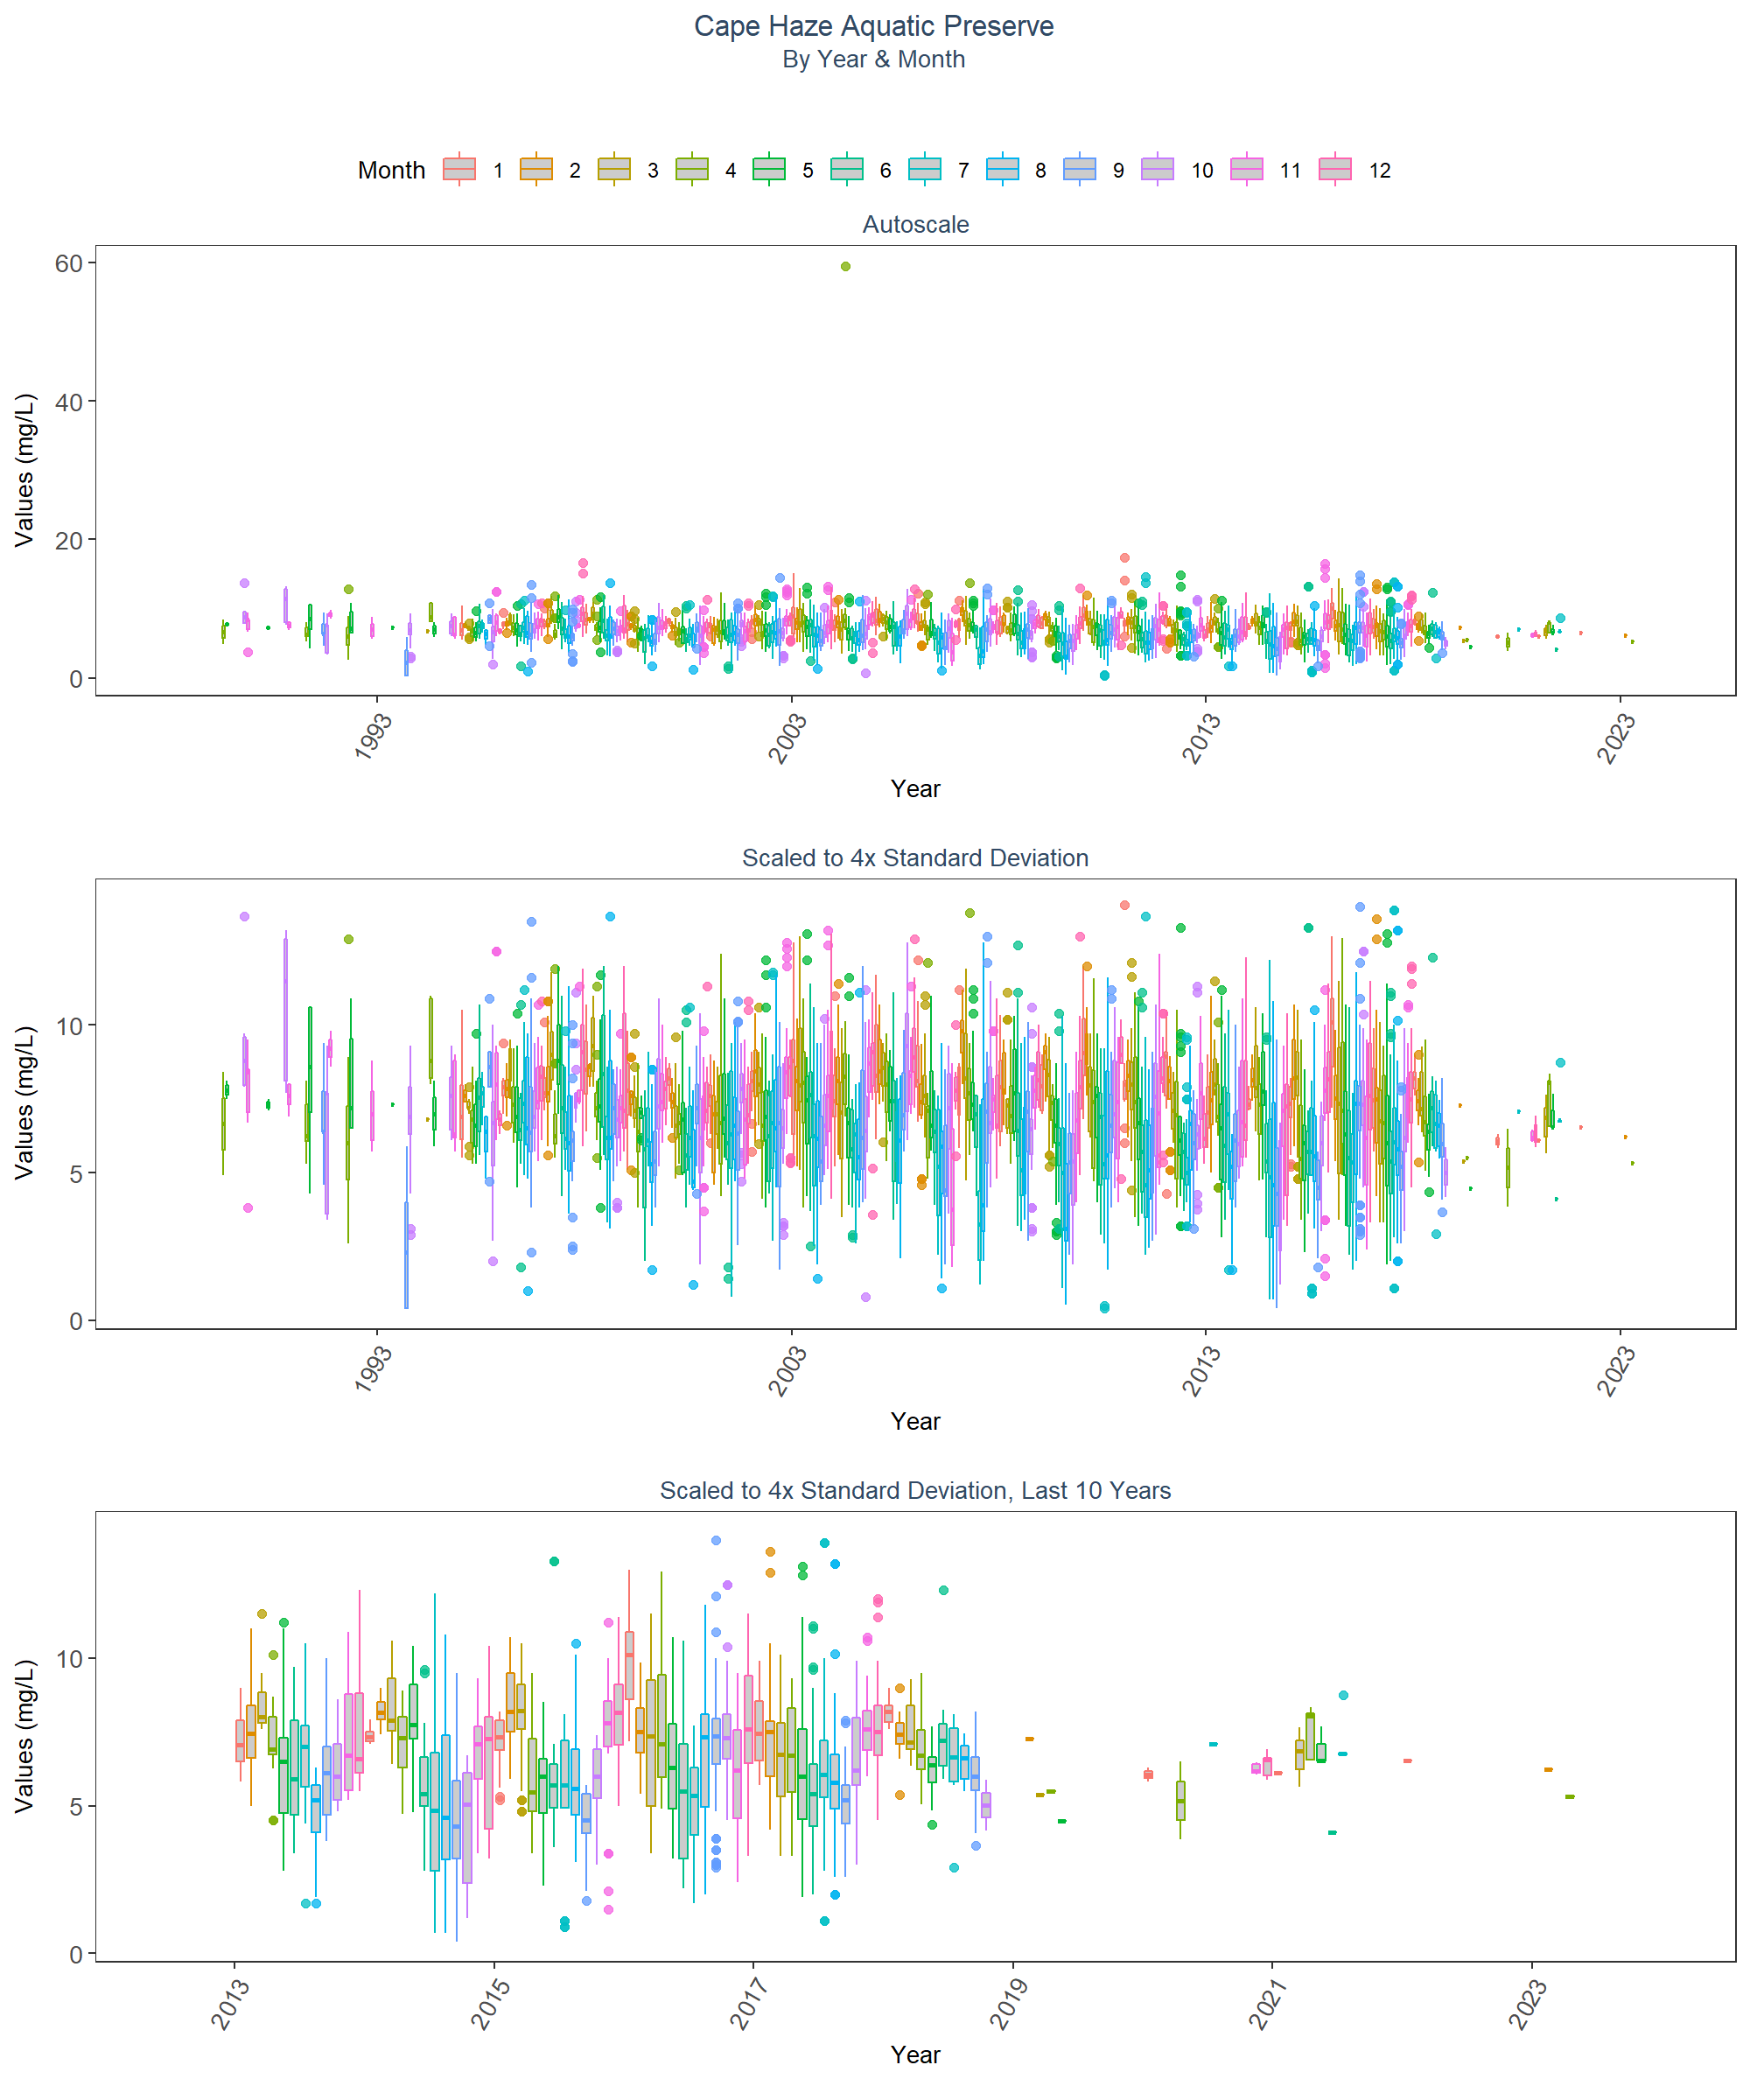 Cape Haze Aquatic Preserve
By Year & Month
Month 1 2 3 4 5 6 7 8 9 10 11 12
Autoscale
Values (mg/L)
60
40
20
0
1993 2003 2013 2023
Year
Scaled to 4x Standard Deviation
Values (mg/L)
10
5
0
1993 2003 2013 2023
Year
Scaled to 4x Standard Deviation, Last 10 Years
Values (mg/L)
10
5
0
2013 2015 2017 2019 2021 2023
Year